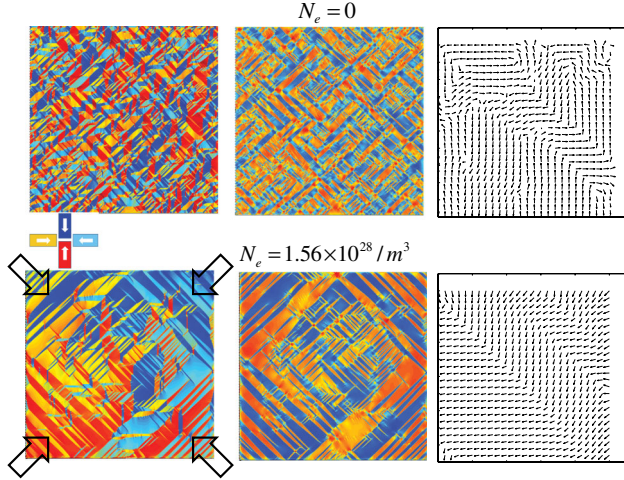 N_e = 0
N_e = 1.56×10^28 / m^3